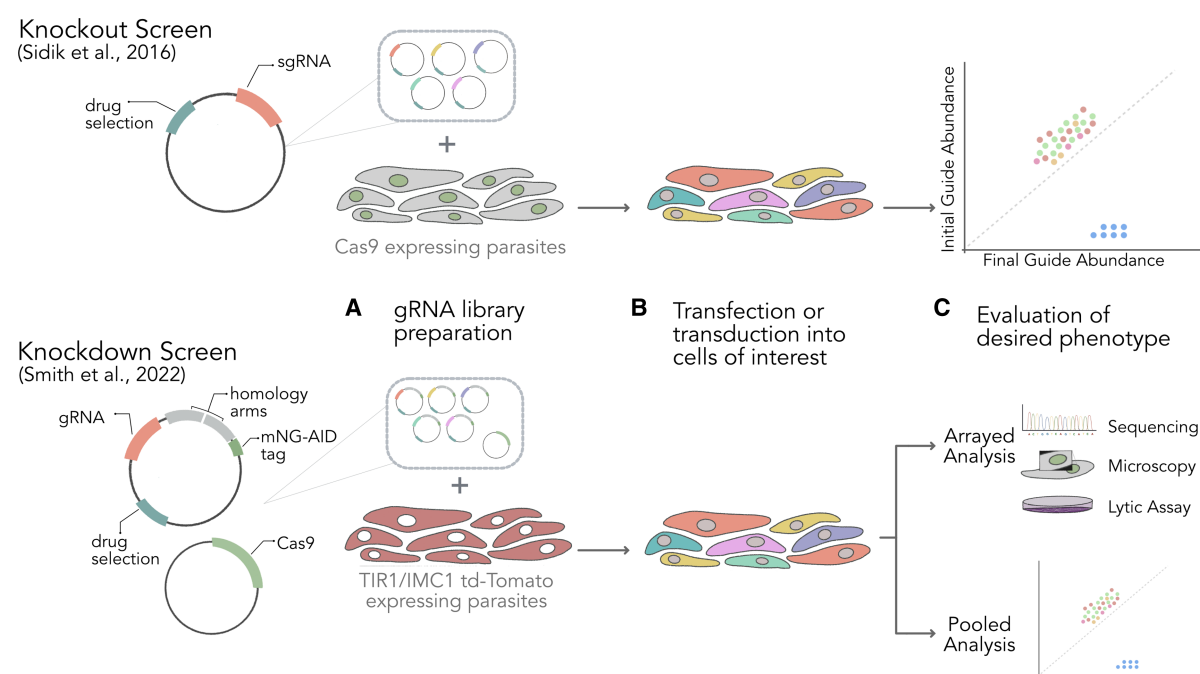 Knockout Screen
(Sidik et al., 2016)
sgRNA
drug
selection
+
Cas9 expressing parasites
Initial Guide Abundance
Final Guide Abundance
A
gRNA library
preparation
B
Transfection or
transduction into
cells of interest
C
Evaluation of
desired phenotype
Knockdown Screen
(Smith et al., 2022)
gRNA
homology
arms
mNG-AID
tag
drug
selection
Cas9
+
TIR1/IMC1 td-Tomato
expressing parasites
Arrayed
Analysis
Sequencing
Microscopy
Lytic Assay
Pooled
Analysis